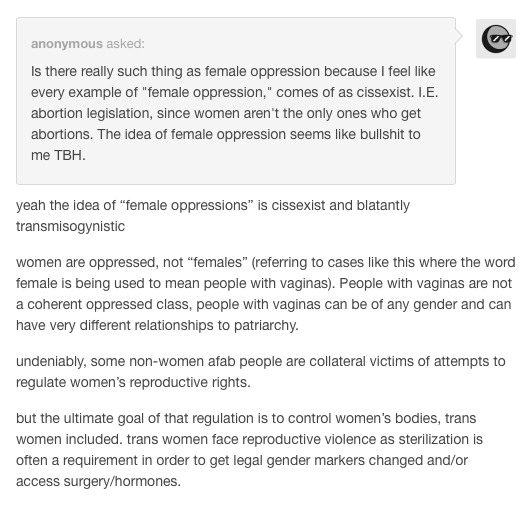 anonymous asked:
Is there really such thing as female oppression because I feel like
every example of "female oppression," comes of as cissexist. I.E.
abortion legislation, since women aren't the only ones who get
abortions. The idea of female oppression seems like bullshit to
me TBH.
yeah the idea of “female oppressions” is cissexist and blatantly
transmisogynistic
women are oppressed, not “females” (referring to cases like this where the word
female is being used to mean people with vaginas). People with vaginas are not
a coherent oppressed class, people with vaginas can be of any gender and can
have very different relationships to patriarchy.
undeniably, some non-women afab people are collateral victims of attempts to
regulate women’s reproductive rights.
but the ultimate goal of that regulation is to control women’s bodies, trans
women included. trans women face reproductive violence as sterilization is
often a requirement in order to get legal gender markers changed and/or
access surgery/hormones.